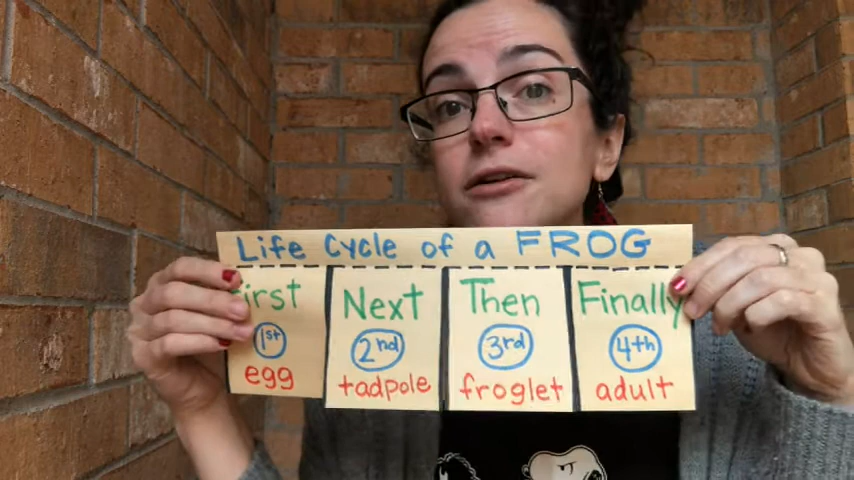 Life Cycle of a FROG
First Next Then Finally
1st 2nd 3rd 4th
egg tadpole froglet adult